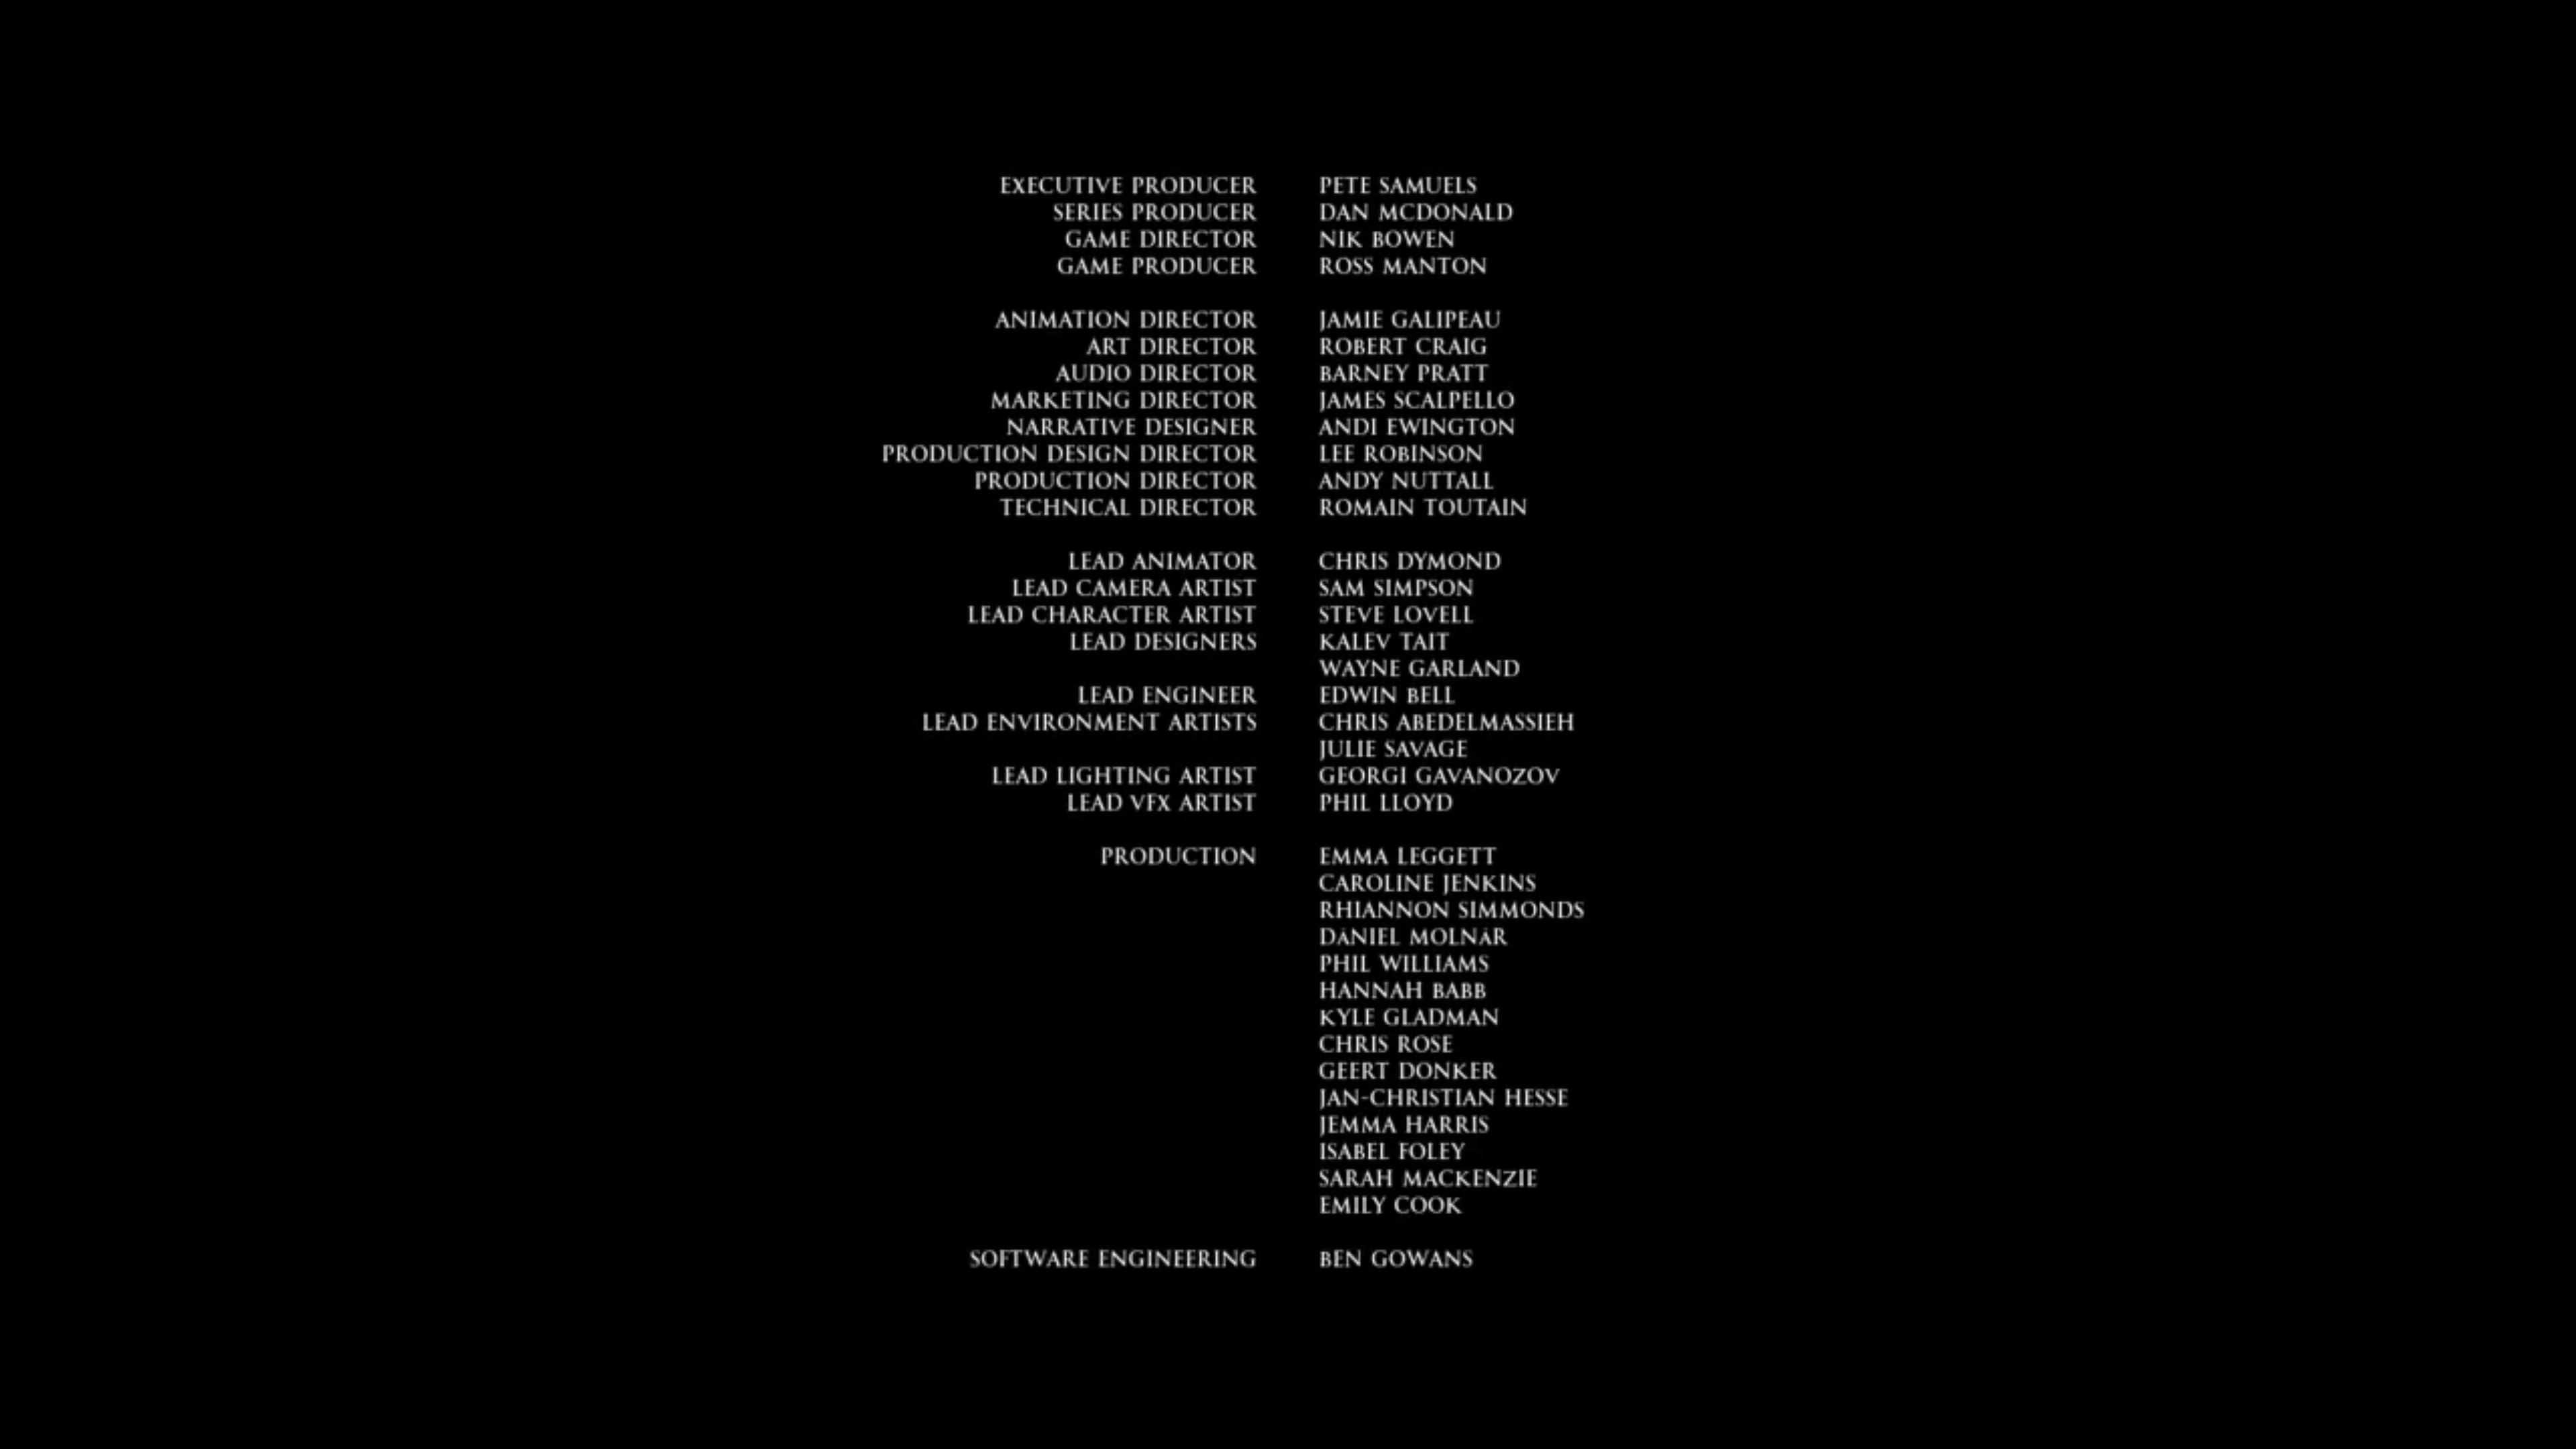 EXECUTIVE PRODUCER PETE SAMUELS
SERIES PRODUCER DAN MCDONALD
GAME DIRECTOR NIK BOWEN
GAME PRODUCER ROSS MANTON
ANIMATION DIRECTOR JAMIE GALIPEAU
ART DIRECTOR ROBERT CRAIG
AUDIO DIRECTOR BARNEY PRATT
MARKETING DIRECTOR JAMES SCALPELLO
NARRATIVE DESIGNER ANDI EWINGTON
PRODUCTION DESIGN DIRECTOR LEE ROBINSON
PRODUCTION DIRECTOR ANDY NUTTALL
TECHNICAL DIRECTOR ROMAIN TOUTAIN
LEAD ANIMATOR CHRIS DYMOND
LEAD CAMERA ARTIST SAM SIMPSON
LEAD CHARACTER ARTIST STEVE LOVELL
LEAD DESIGNERS KALEV TAIT
WAYNE GARLAND
LEAD ENGINEER EDWIN BELL
LEAD ENVIRONMENT ARTISTS CHRIS ABEDELMASSIEH
JULIE SAVAGE
LEAD LIGHTING ARTIST GEORGI GAVANOZOV
LEAD VFX ARTIST PHIL LLOYD
PRODUCTION EMMA LEGGETT
CAROLINE JENKINS
RHIANNON SIMMONDS
DÁNIEL MOLNÁR
PHIL WILLIAMS
HANNAH BABB
KYLE GLADMAN
CHRIS ROSE
GEERT DONKER
JAN-CHRISTIAN HESSE
JEMMA HARRIS
ISABEL FOLEY
SARAH MACKENZIE
EMILY COOK
SOFTWARE ENGINEERING BEN GOWANS